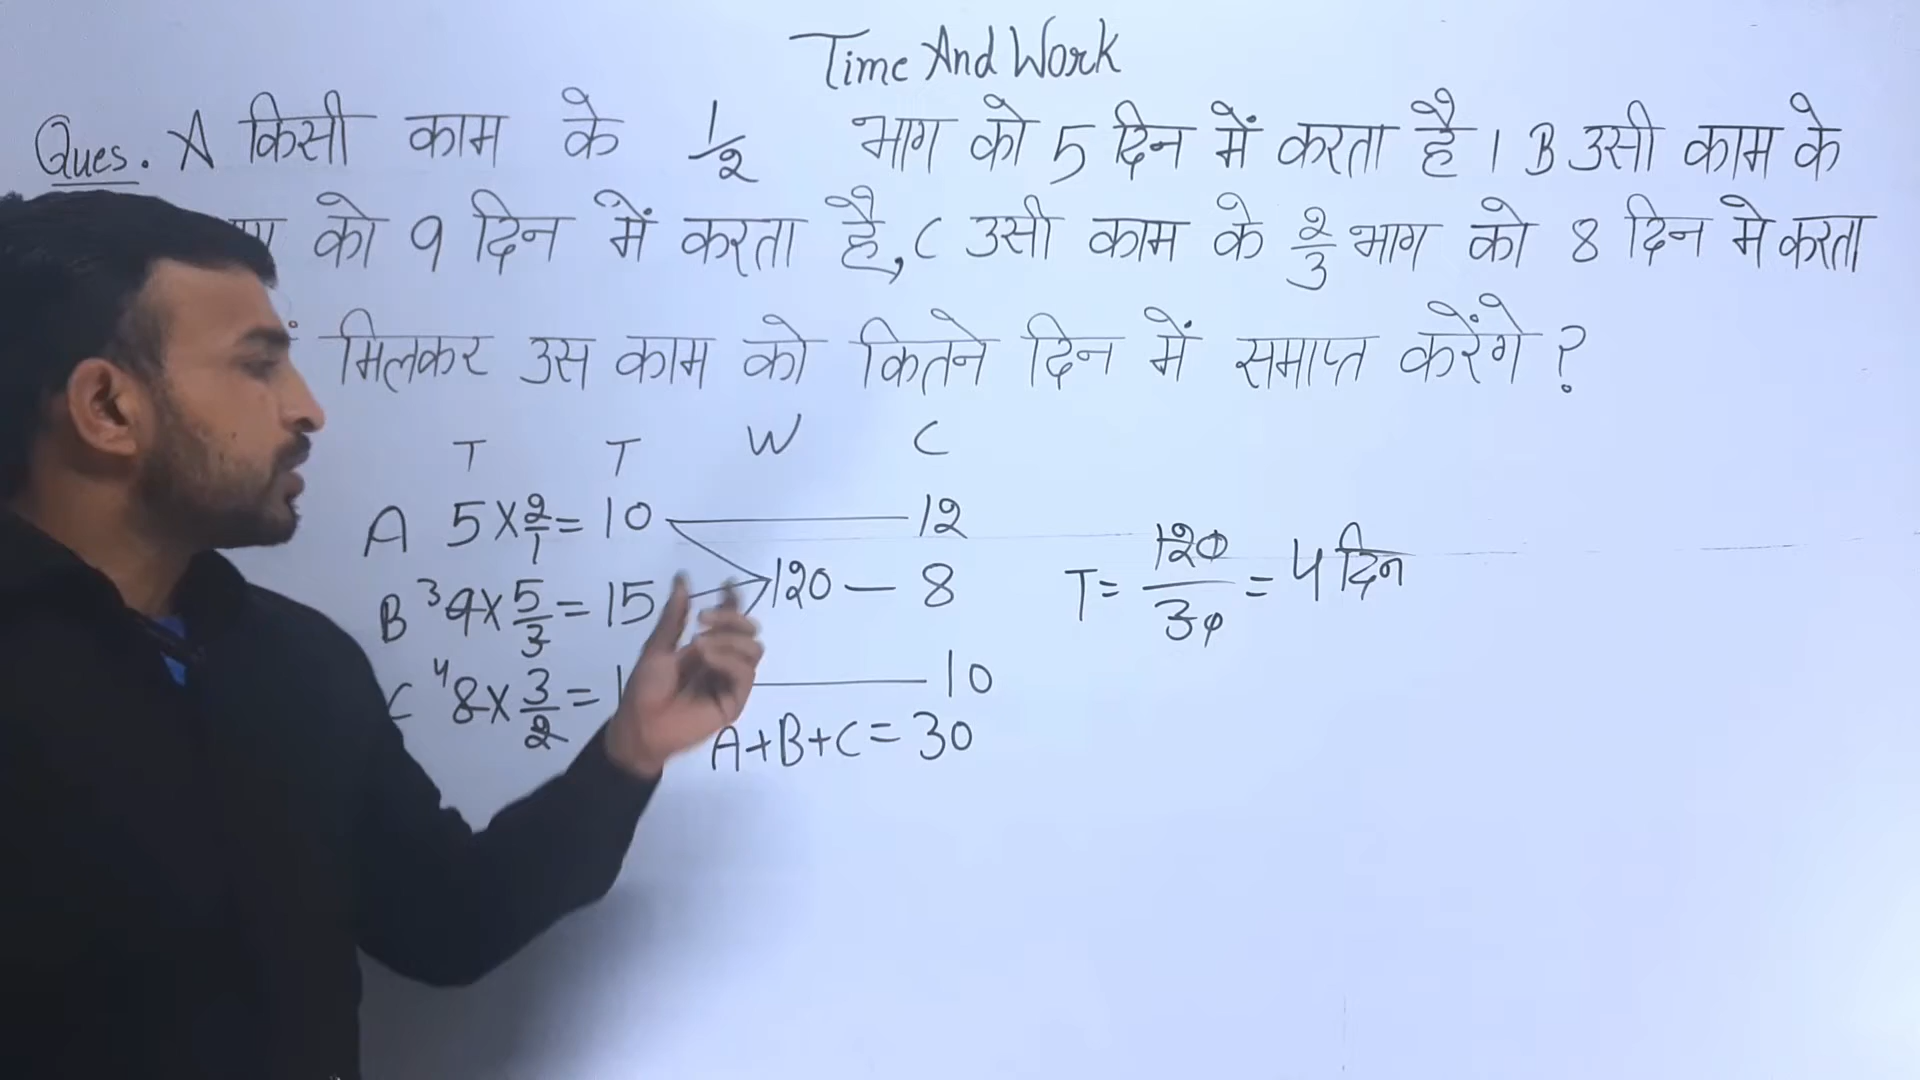 Time And Work
Ques. A किसी काम के 1/2 भाग को 5 दिन में करता है । B उसी काम के
को 9 दिन में करता है, C उसी काम के 2/3 भाग को 8 दिन मे करता
मिलकर उस काम को कितने दिन में समाप्त करेंगे ?
T T W C
A 5 × 2/1 = 10 12
B 3 9 × 5/3 = 15 120 — 8
T = 120/30 = 4 दिन
C 4 8 × 3/2 = 10
A+B+C = 30